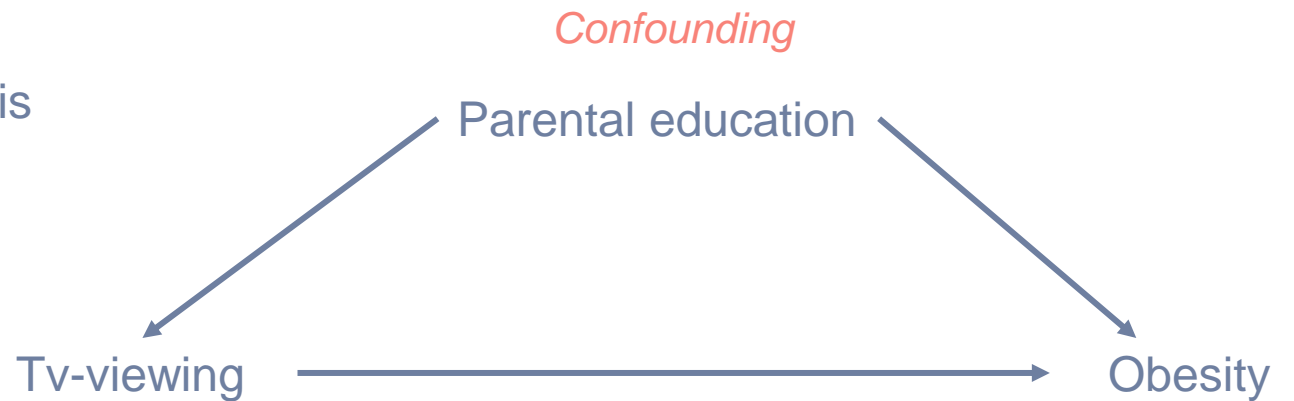 Confounding
is
Parental education
Tv-viewing
Obesity